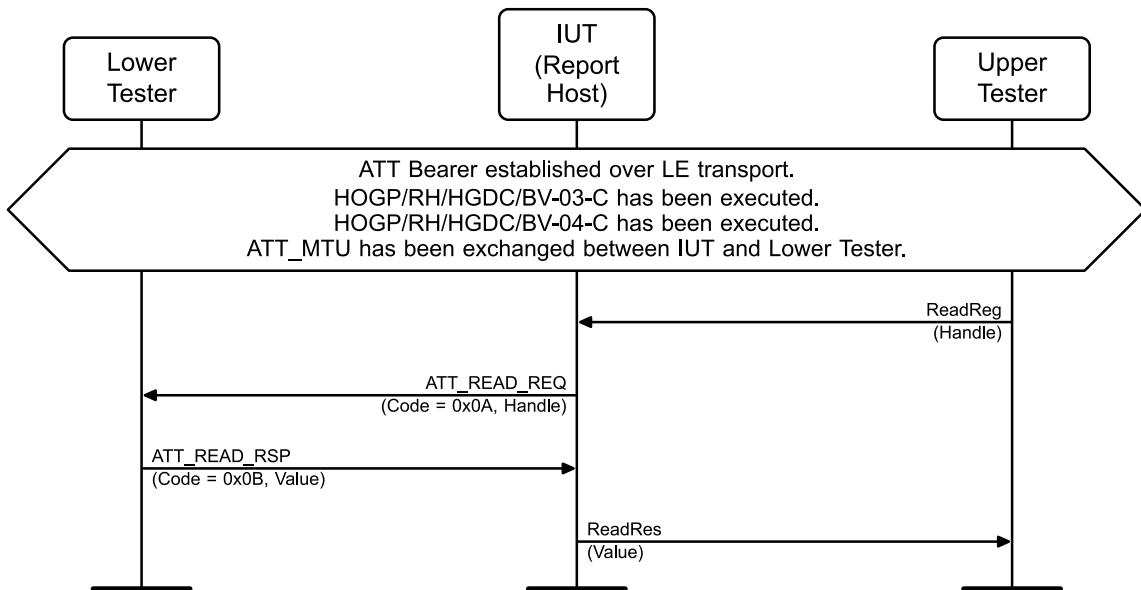 Lower
Tester
IUT
(Report
Host)
Upper
Tester
ATT Bearer established over LE transport.
HOGP/RH/HGDC/BV-03-C has been executed.
HOGP/RH/HGDC/BV-04-C has been executed.
ATT_MTU has been exchanged between IUT and Lower Tester.
ReadReg
(Handle)
ATT_READ_REQ
(Code = 0x0A, Handle)
ATT_READ_RSP
(Code = 0x0B, Value)
ReadRes
(Value)